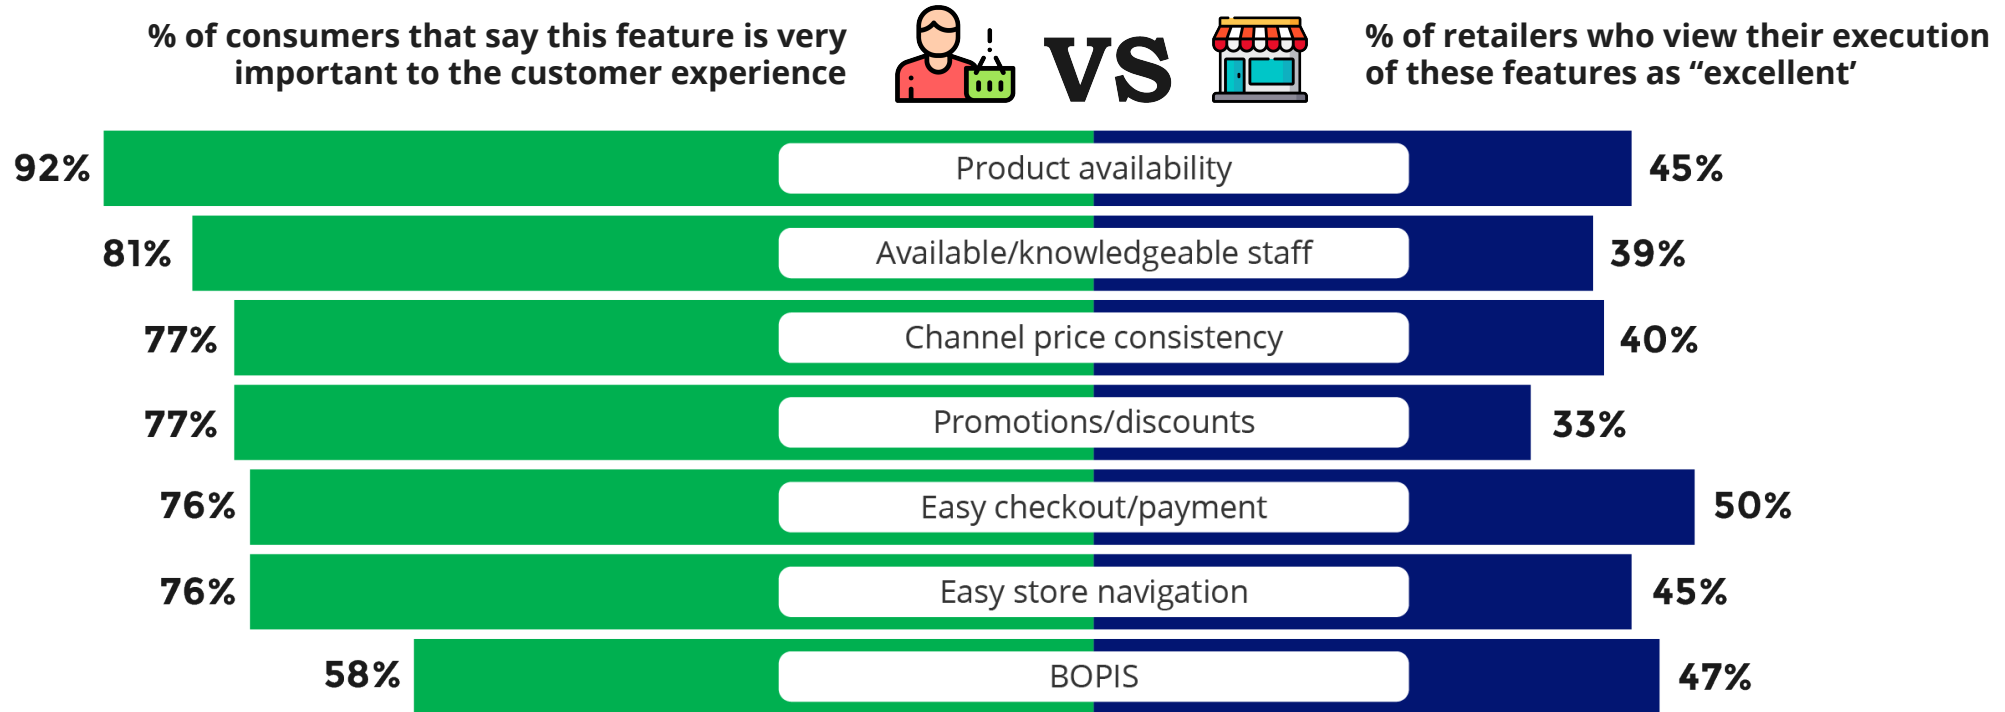 % of consumers that say this feature is very
important to the customer experience
VS
% of retailers who view their execution
of these features as “excellent’
92% Product availability 45%
81% Available/knowledgeable staff 39%
77% Channel price consistency 40%
77% Promotions/discounts 33%
76% Easy checkout/payment 50%
76% Easy store navigation 45%
58% BOPIS 47%